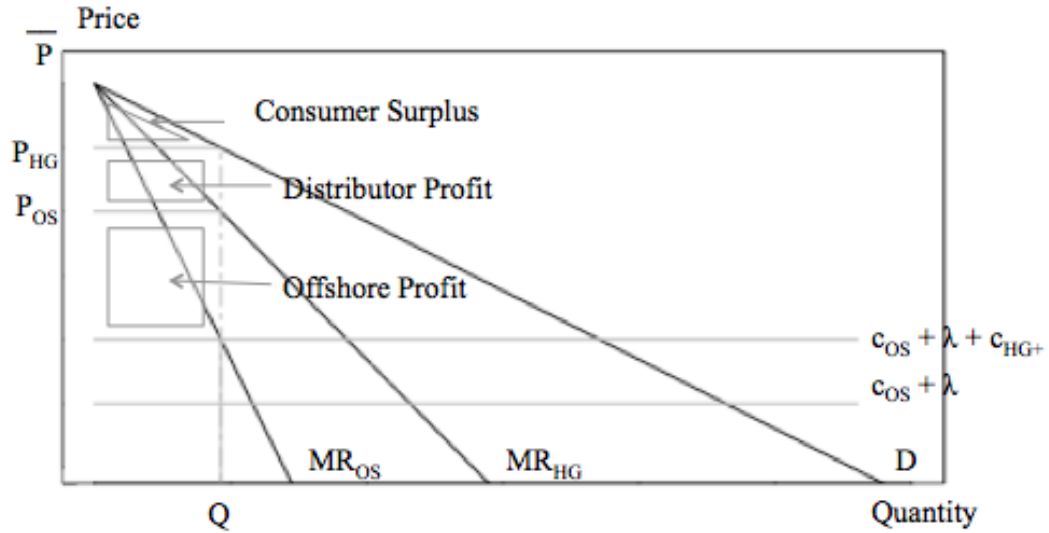 Price
P̅
Consumer Surplus
P_HG
Distributor Profit
P_OS
Offshore Profit
c_OS + λ + c_HG+
c_OS + λ
MR_OS
MR_HG
D
Q
Quantity